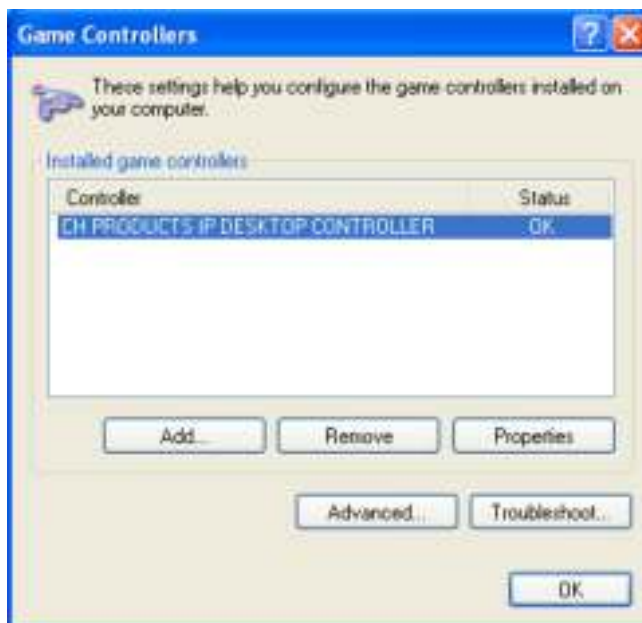 Game Controllers
These settings help you configure the game controllers installed on
your computer.
Installed game controllers
Controller Status
CH PRODUCTS IP DESKTOP CONTROLLER OK
Add... Remove Properties
Advanced... Troubleshoot...
OK